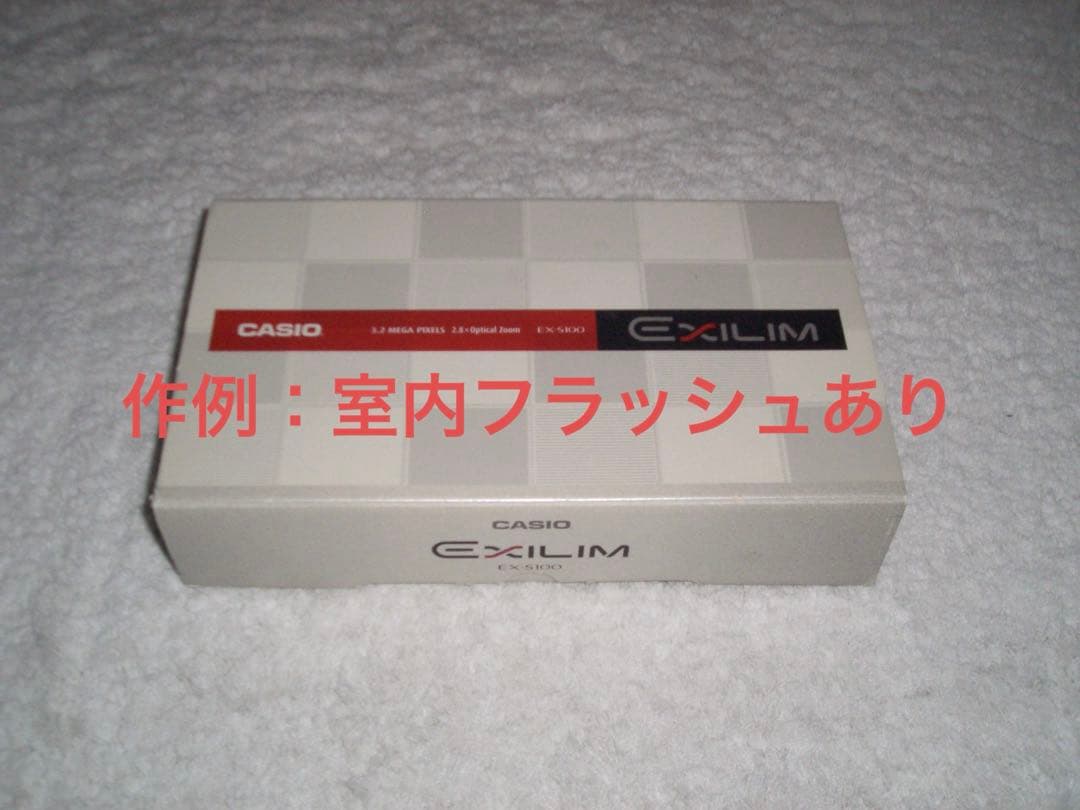 CASIO 3.2 MEGA PIXELS 2.8×Optical Zoom EX-S100 EXILIM
作例：室内フラッシュあり
CASIO
EXILIM
EX-S100